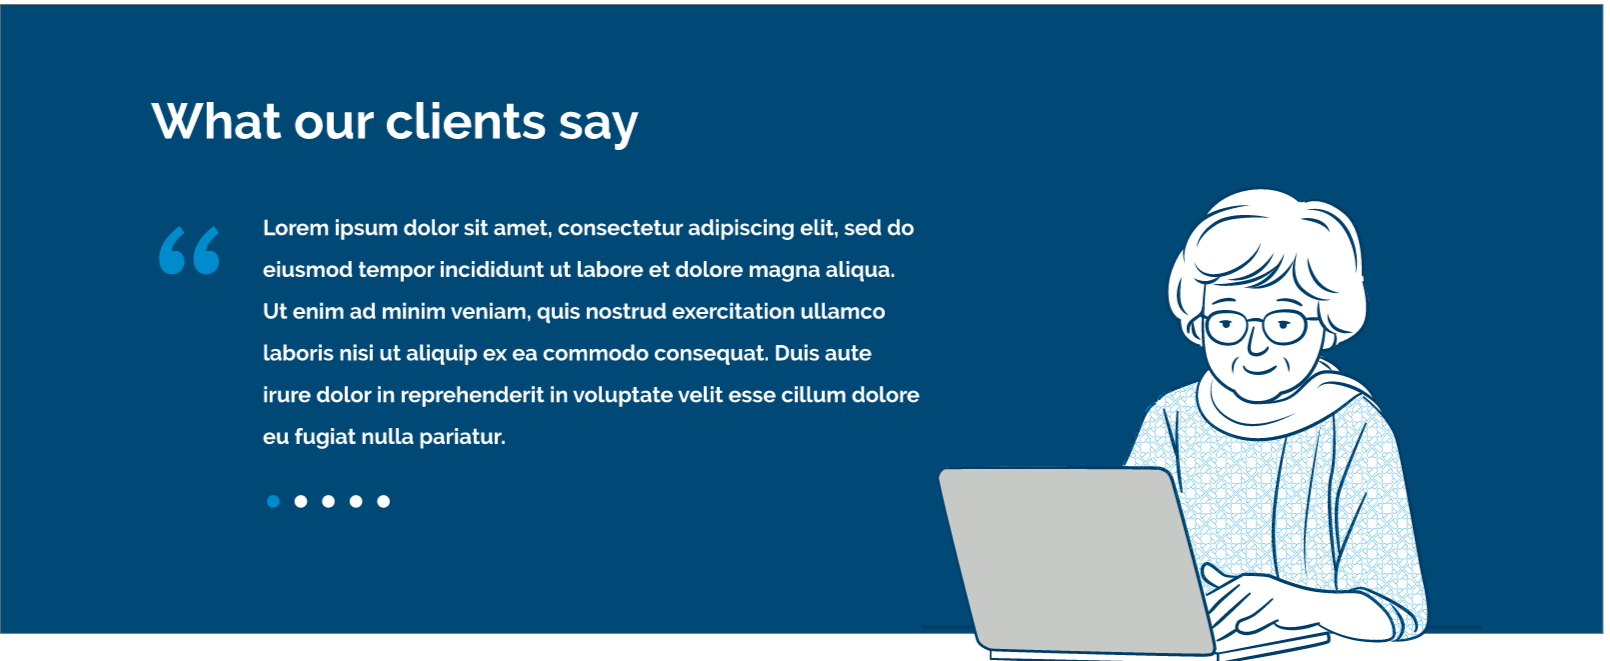 What our clients say
“
Lorem ipsum dolor sit amet, consectetur adipiscing elit, sed do
eiusmod tempor incididunt ut labore et dolore magna aliqua.
Ut enim ad minim veniam, quis nostrud exercitation ullamco
laboris nisi ut aliquip ex ea commodo consequat. Duis aute
irure dolor in reprehenderit in voluptate velit esse cillum dolore
eu fugiat nulla pariatur.